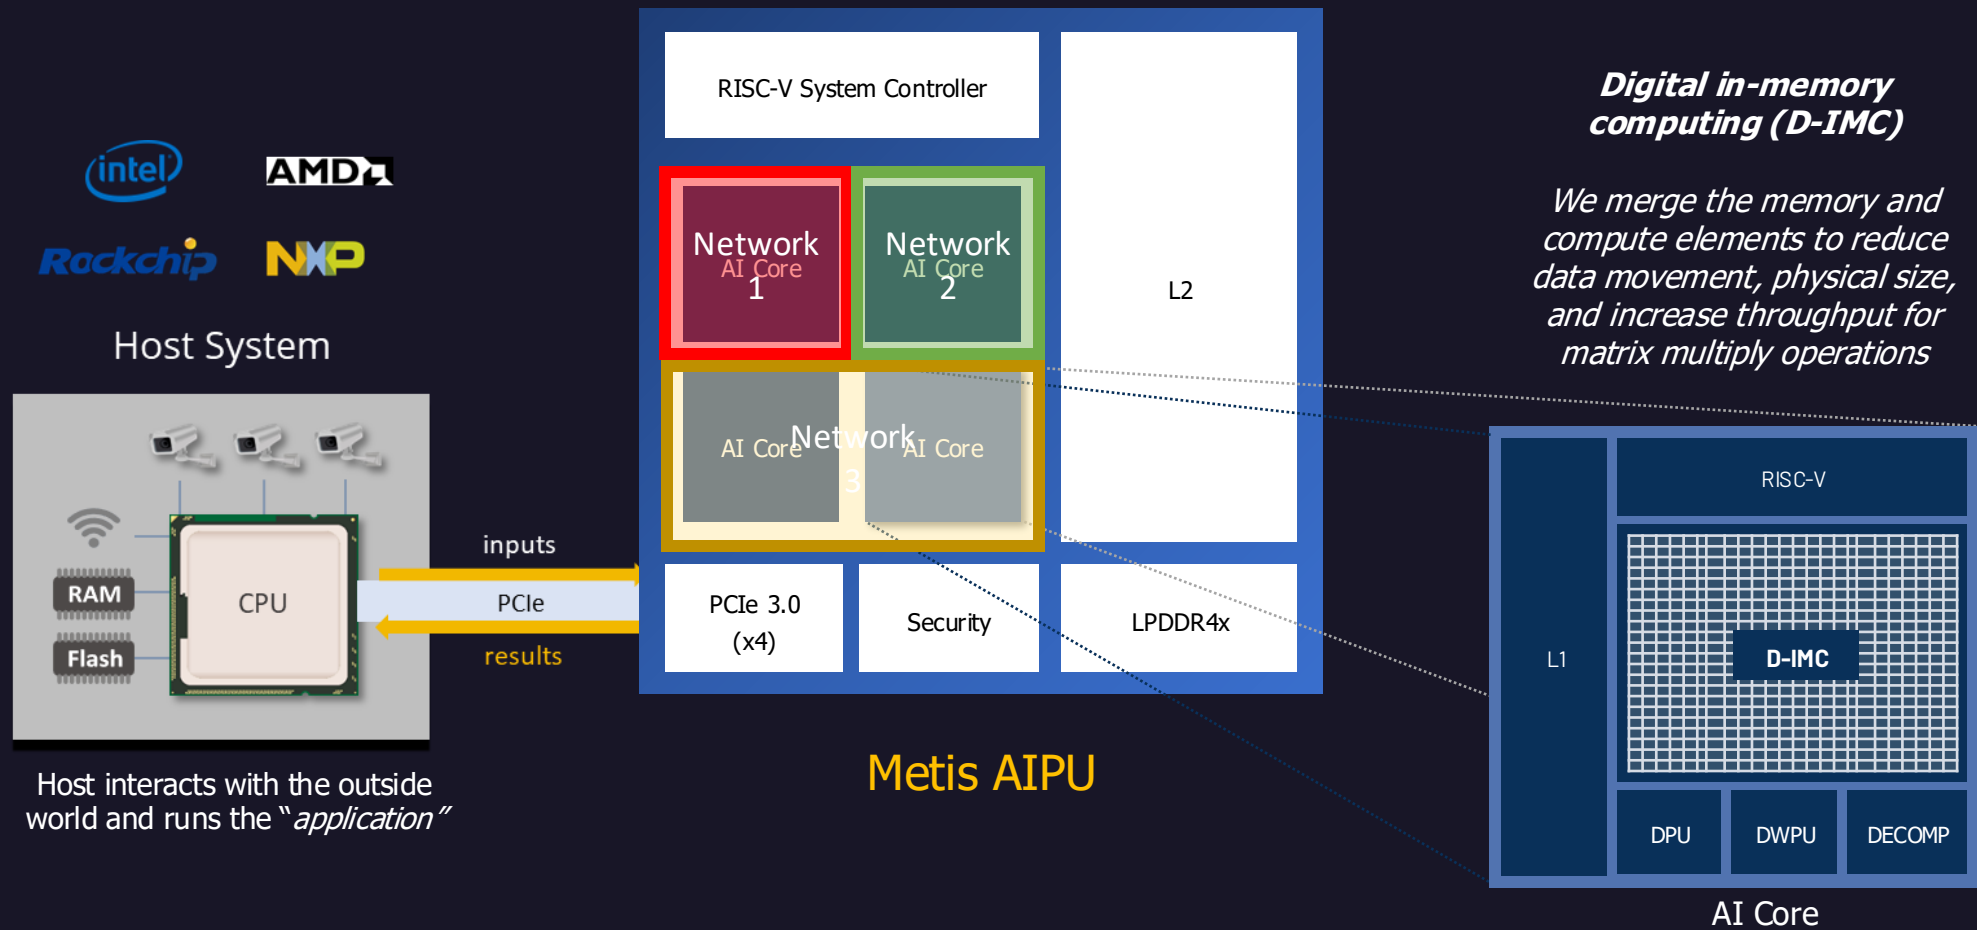 intel
AMD
Rockchip
NXP
Host System
RAM
Flash
CPU
Host interacts with the outside
world and runs the “application”
inputs
PCIe
results
RISC-V System Controller
Network
AI Core
1
Network
AI Core
2
L2
AI Core
Network
AI Core
3
PCIe 3.0
(x4)
Security
LPDDR4x
Metis AIPU
Digital in-memory
computing (D-IMC)
We merge the memory and
compute elements to reduce
data movement, physical size,
and increase throughput for
matrix multiply operations
L1
RISC-V
D-IMC
DPU
DWPU
DECOMP
AI Core